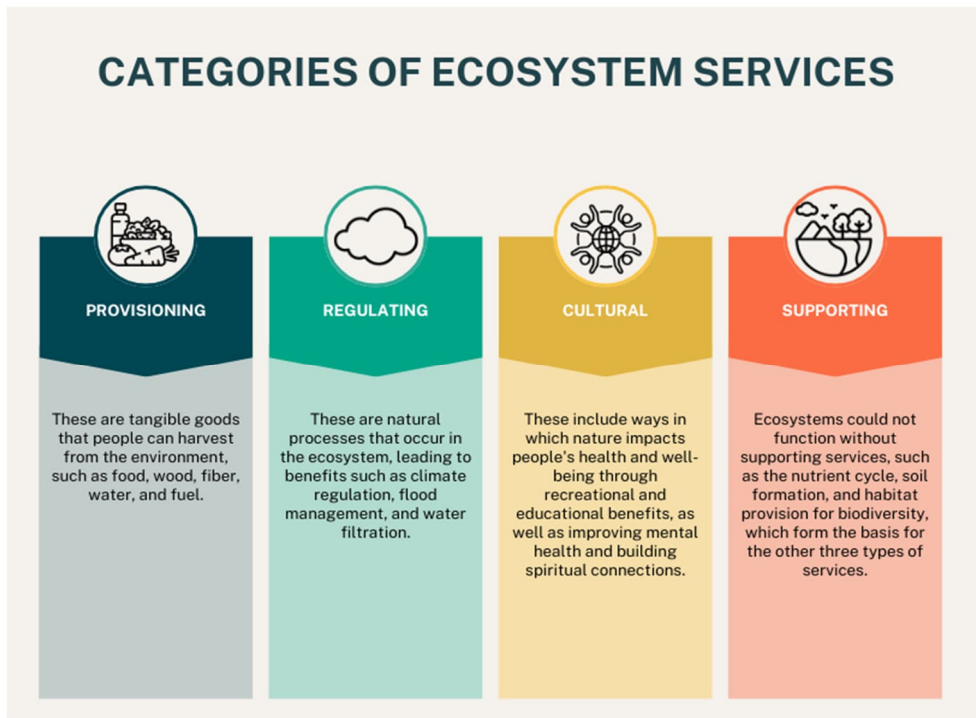 CATEGORIES OF ECOSYSTEM SERVICES
PROVISIONING
These are tangible goods
that people can harvest
from the environment,
such as food, wood, fiber,
water, and fuel.
REGULATING
These are natural
processes that occur in
the ecosystem, leading to
benefits such as climate
regulation, flood
management, and water
filtration.
CULTURAL
These include ways in
which nature impacts
people's health and well-
being through
recreational and
educational benefits, as
well as improving mental
health and building
spiritual connections.
SUPPORTING
Ecosystems could not
function without
supporting services, such
as the nutrient cycle, soil
formation, and habitat
provision for biodiversity,
which form the basis for
the other three types of
services.